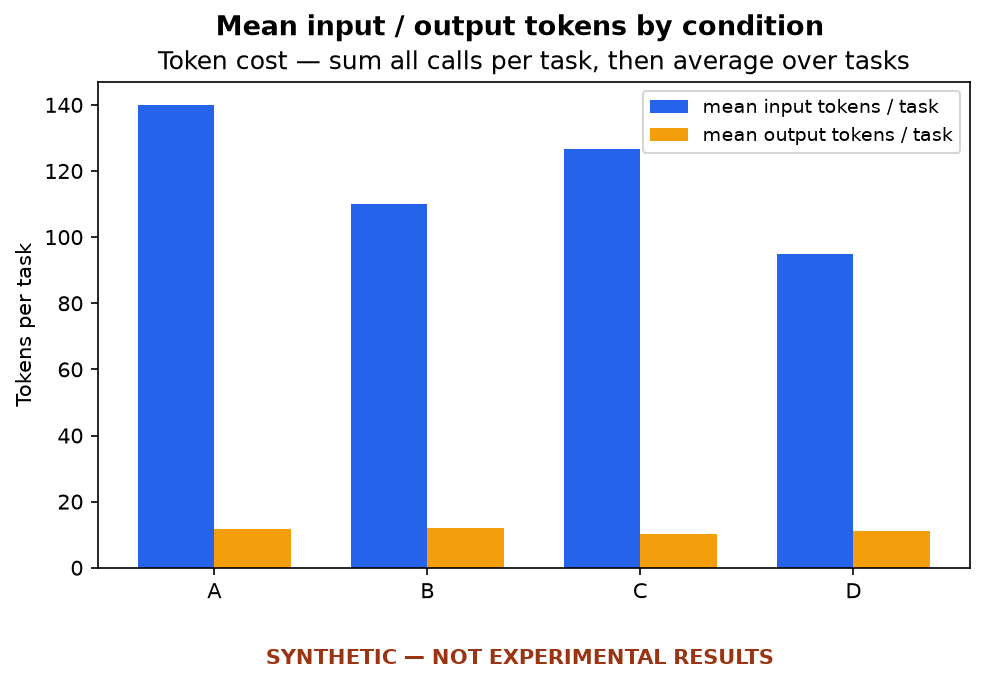 Mean input / output tokens by condition
Token cost — sum all calls per task, then average over tasks
mean input tokens / task
mean output tokens / task
Tokens per task
140
120
100
80
60
40
20
0
A
B
C
D
SYNTHETIC — NOT EXPERIMENTAL RESULTS